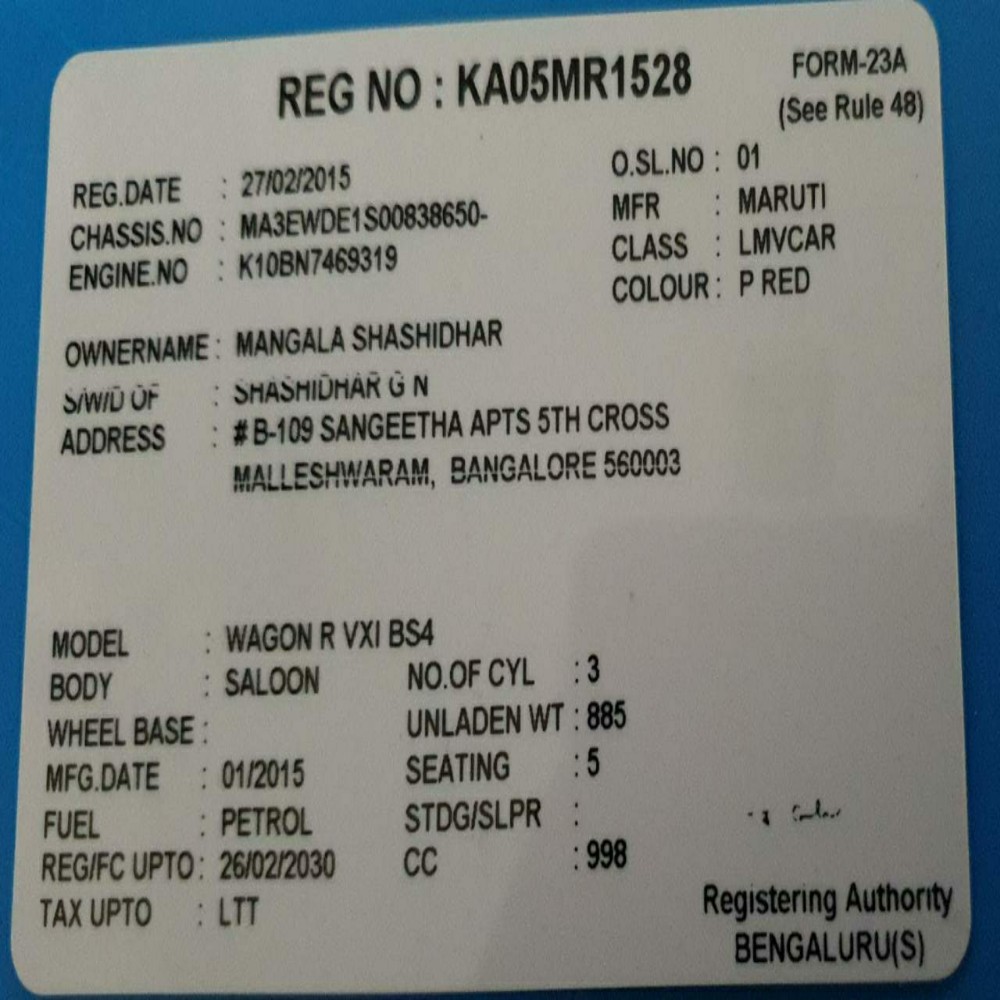 REG NO : KA05MR1528
FORM-23A
(See Rule 48)
REG.DATE : 27/02/2015
O.SL.NO : 01
CHASSIS.NO : MA3EWDE1S00838650-
MFR : MARUTI
ENGINE.NO : K10BN7469319
CLASS : LMVCAR
COLOUR : P RED
OWNERNAME : MANGALA SHASHIDHAR
S/W/D OF : SHASHIDHAR G N
ADDRESS : # B-109 SANGEETHA APTS 5TH CROSS
MALLESHWARAM, BANGALORE 560003
MODEL : WAGON R VXI BS4
BODY : SALOON NO.OF CYL : 3
WHEEL BASE : UNLADEN WT : 885
MFG.DATE : 01/2015 SEATING : 5
FUEL : PETROL STDG/SLPR :
REG/FC UPTO : 26/02/2030 CC : 998
TAX UPTO : LTT
Registering Authority
BENGALURU(S)